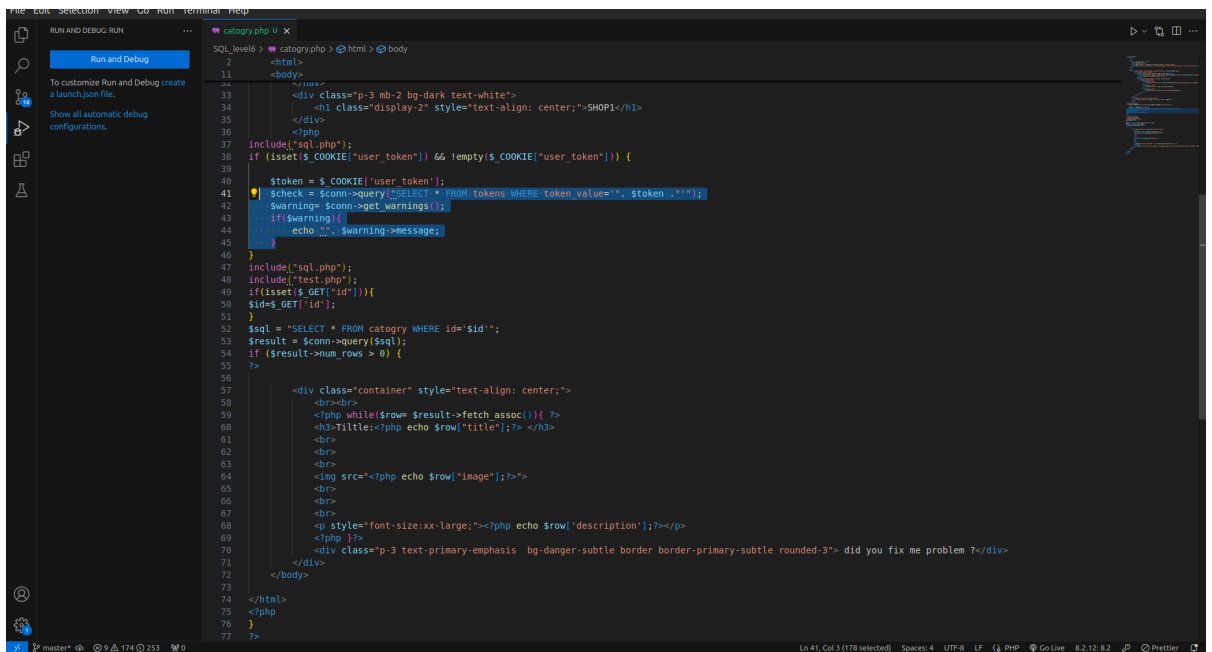 File Edit Selection View Go Run Terminal Help
RUN AND DEBUG: RUN ...
Run and Debug
To customize Run and Debug create
a launch.json file.
Show all automatic debug
configurations.
16
1
catogry.php U X
SQL_level6 > catogry.php > html > body
2 <html>
11 <body>
32 </nav>
33 <div class="p-3 mb-2 bg-dark text-white">
34 <h1 class="display-2" style="text-align: center;">SHOP1</h1>
35 </div>
36 <?php
37 include("sql.php");
38 if (isset($_COOKIE["user_token"]) && !empty($_COOKIE["user_token"])) {
39
40 $token = $_COOKIE['user_token'];
41 $check = $conn->query("SELECT * FROM tokens WHERE token_value='". $token ."'");
42 $warning= $conn->get_warnings();
43 if($warning){
44 echo "". $warning->message;
45 }
46 }
47 include("sql.php");
48 include("test.php");
49 if(isset($_GET["id"])){
50 $id=$_GET['id'];
51 }
52 $sql = "SELECT * FROM catogry WHERE id='$id'";
53 $result = $conn->query($sql);
54 if ($result->num_rows > 0) {
55 ?>
56
57 <div class="container" style="text-align: center;">
58 <br><br>
59 <?php while($row= $result->fetch_assoc()){ ?>
60 <h3>Tiltle:<?php echo $row["title"];?> </h3>
61 <br>
62 <br>
63 <br>
64 <img src="<?php echo $row["image"];?>">
65 <br>
66 <br>
67 <br>
68 <p style="font-size:xx-large;"><?php echo $row['description'];?></p>
69 <?php }?>
70 <div class="p-3 text-primary-emphasis  bg-danger-subtle border border-primary-subtle rounded-3"> did you fix me problem ?</div>
71 </div>
72 </body>
73
74 </html>
75 <?php
76 }
77 ?>
master* 9 174 253 0 Ln 41, Col 3 (178 selected) Spaces: 4 UTF-8 LF PHP Go Live 8.2.12: 8.2 Prettier